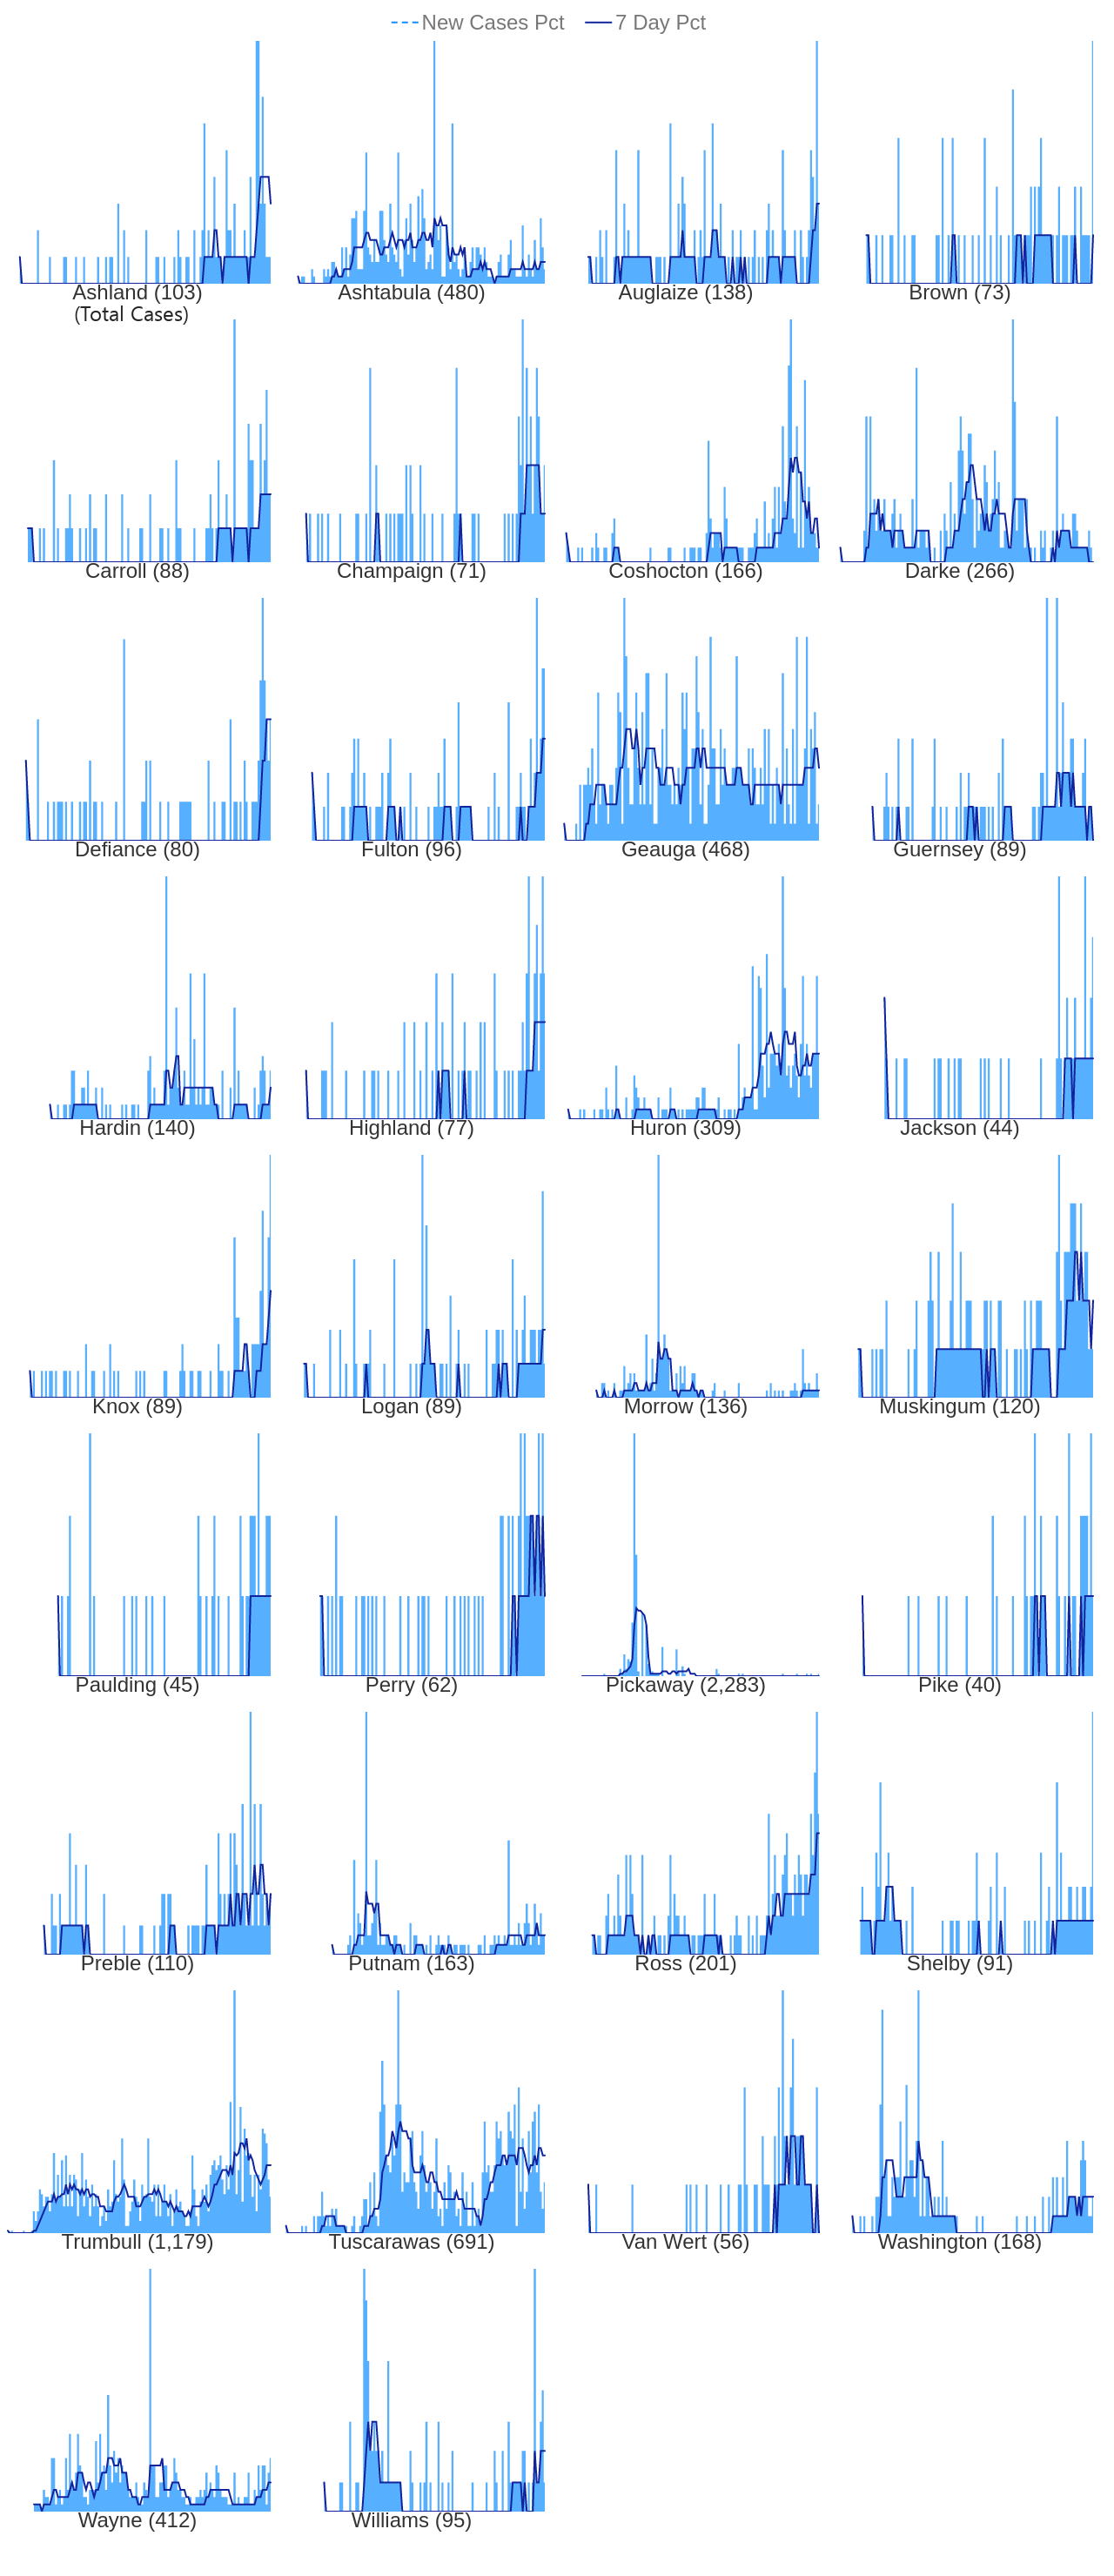 New Cases Pct 7 Day Pct
Ashland (103) Ashtabula (480) Auglaize (138) Brown (73)
(Total Cases)
Carroll (88) Champaign (71) Coshocton (166) Darke (266)
Defiance (80) Fulton (96) Geauga (468) Guernsey (89)
Hardin (140) Highland (77) Huron (309) Jackson (44)
Knox (89) Logan (89) Morrow (136) Muskingum (120)
Paulding (45) Perry (62) Pickaway (2,283) Pike (40)
Preble (110) Putnam (163) Ross (201) Shelby (91)
Trumbull (1,179) Tuscarawas (691) Van Wert (56) Washington (168)
Wayne (412) Williams (95)